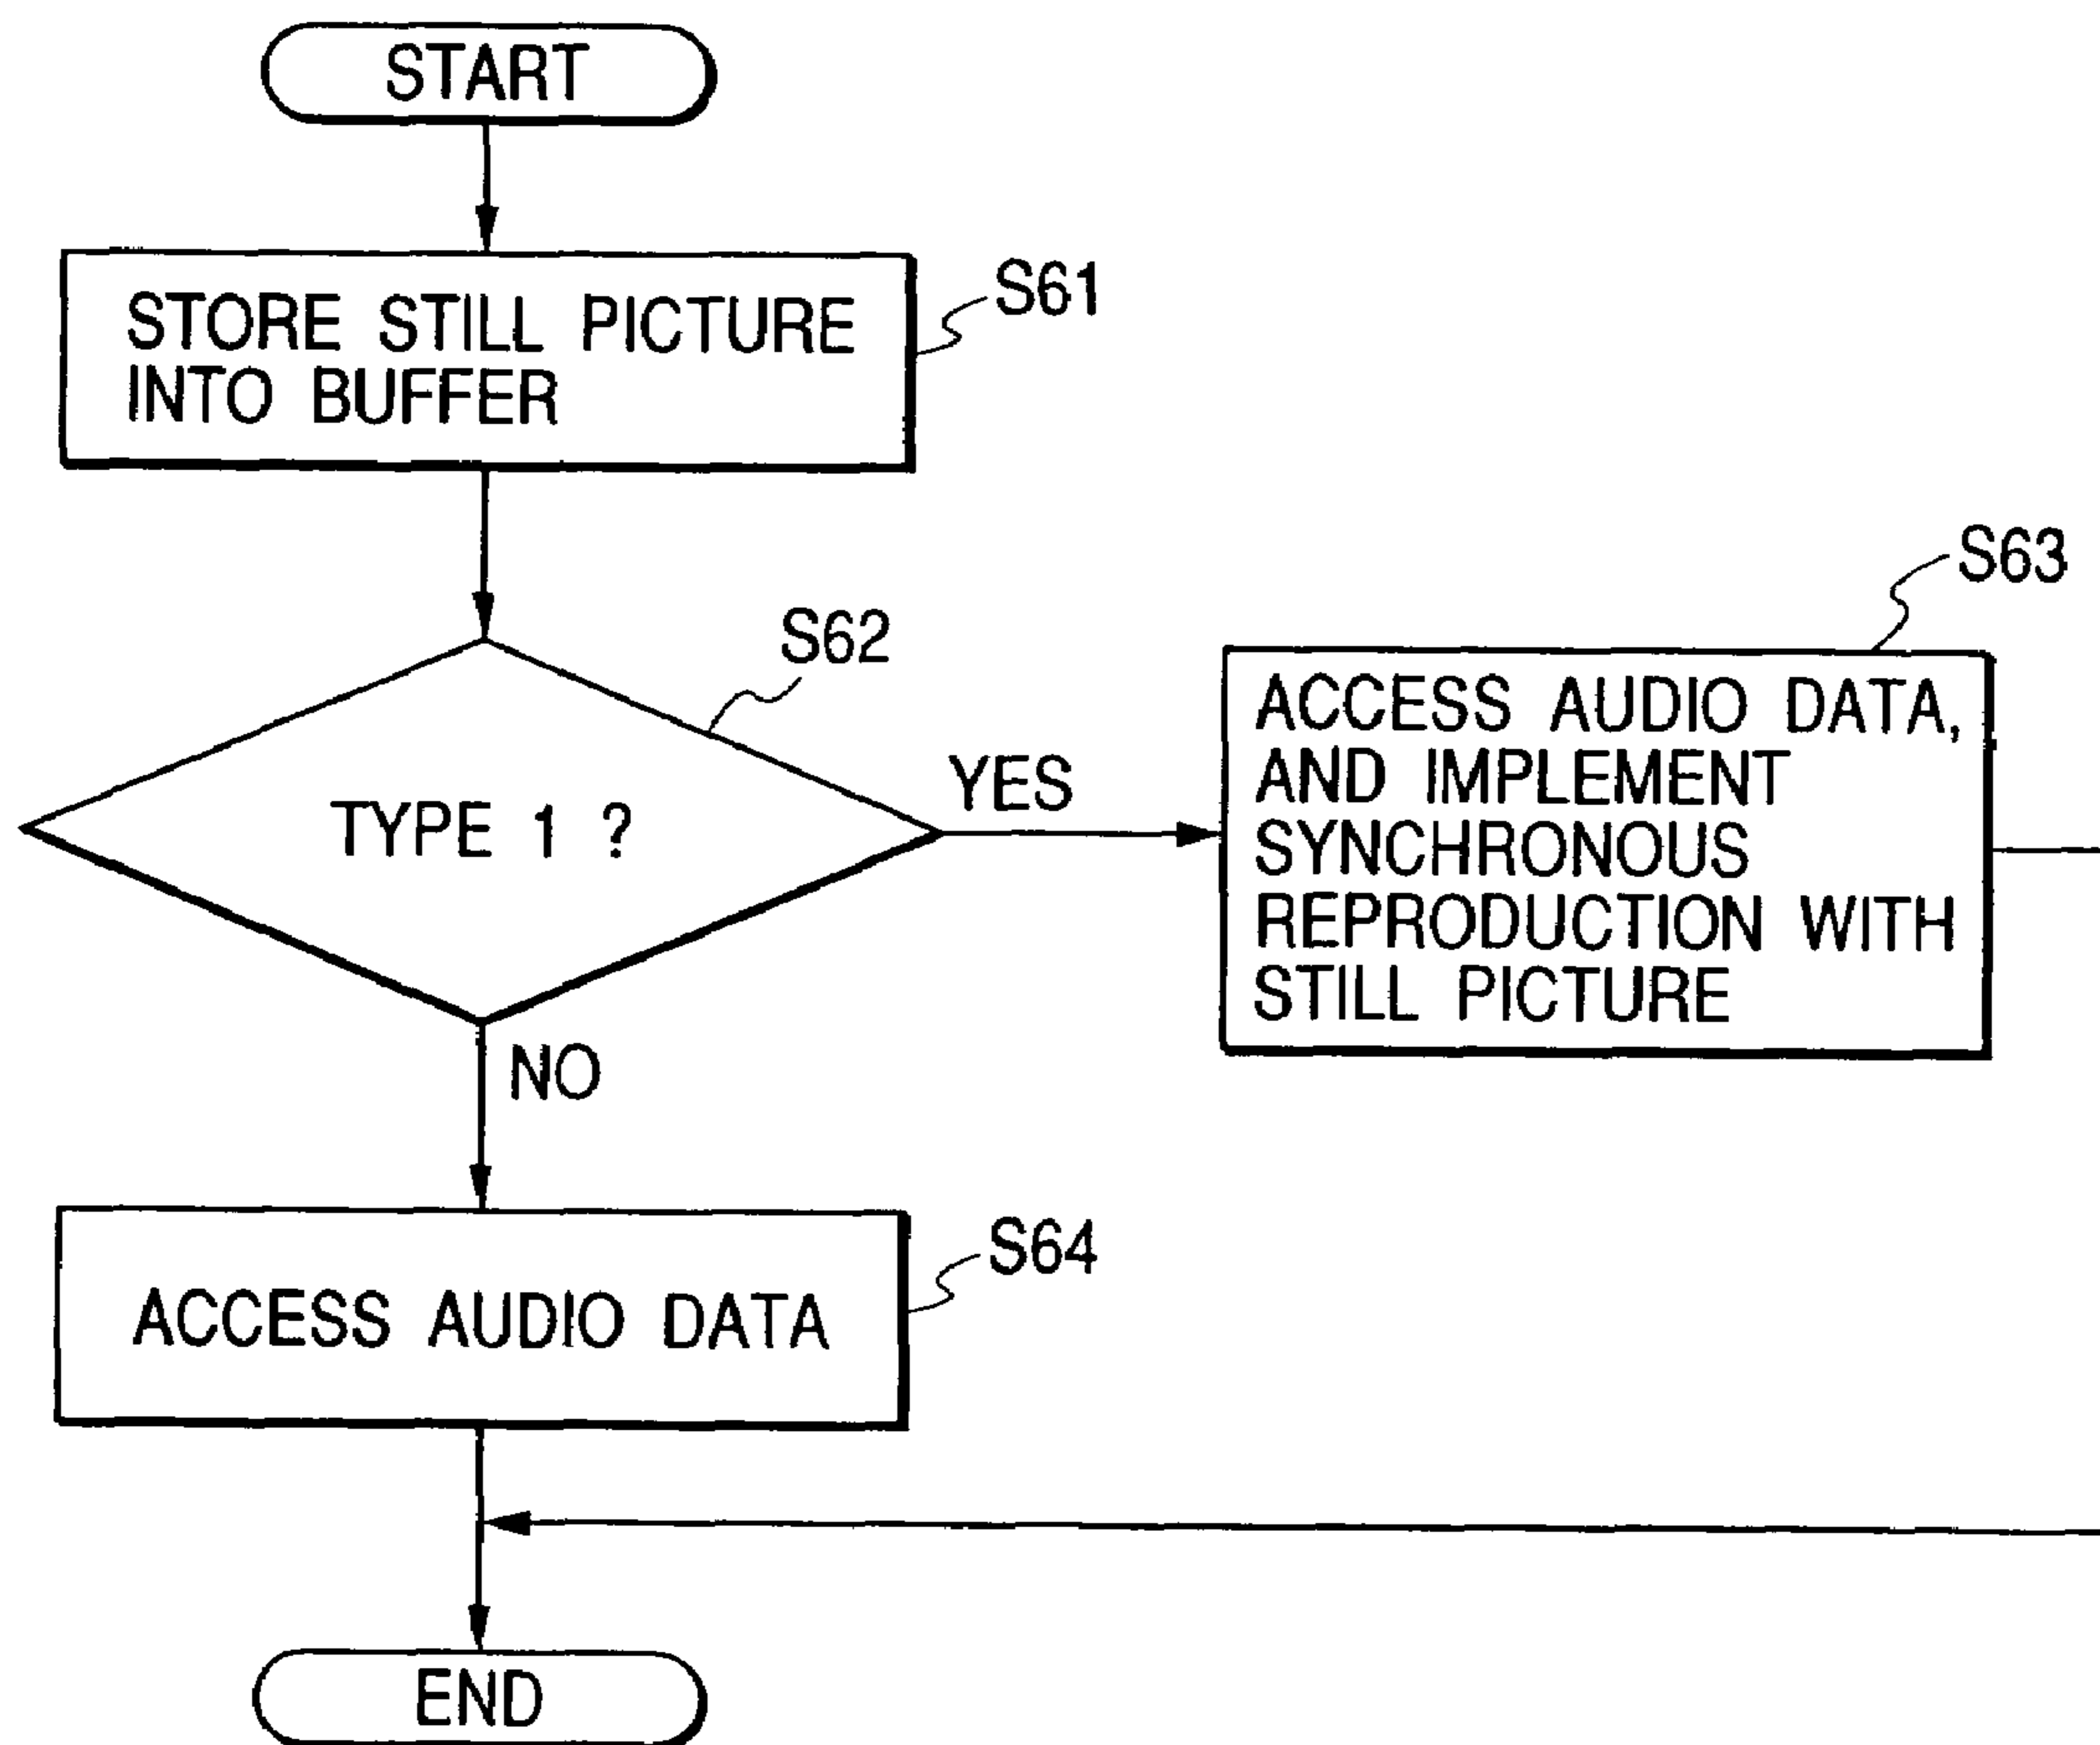 START
STORE STILL PICTURE
INTO BUFFER
S61
S62
TYPE 1 ?
YES
S63
ACCESS AUDIO DATA,
AND IMPLEMENT
SYNCHRONOUS
REPRODUCTION WITH
STILL PICTURE
NO
S64
ACCESS AUDIO DATA
END